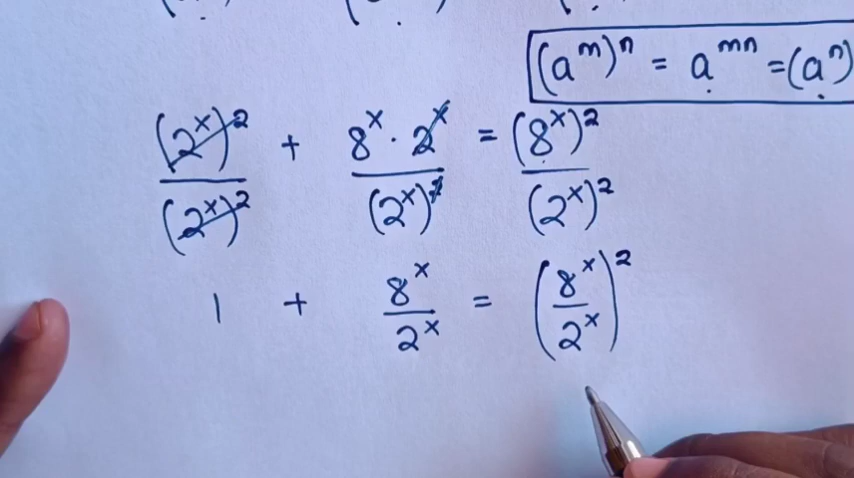 (a^m)^n = a^{mn} = (a^n)
(2^x)^2/(2^x)^2 + 8^x · 2^x/(2^x)^2 = (8^x)^2/(2^x)^2
1 + 8^x/2^x = (8^x/2^x)^2